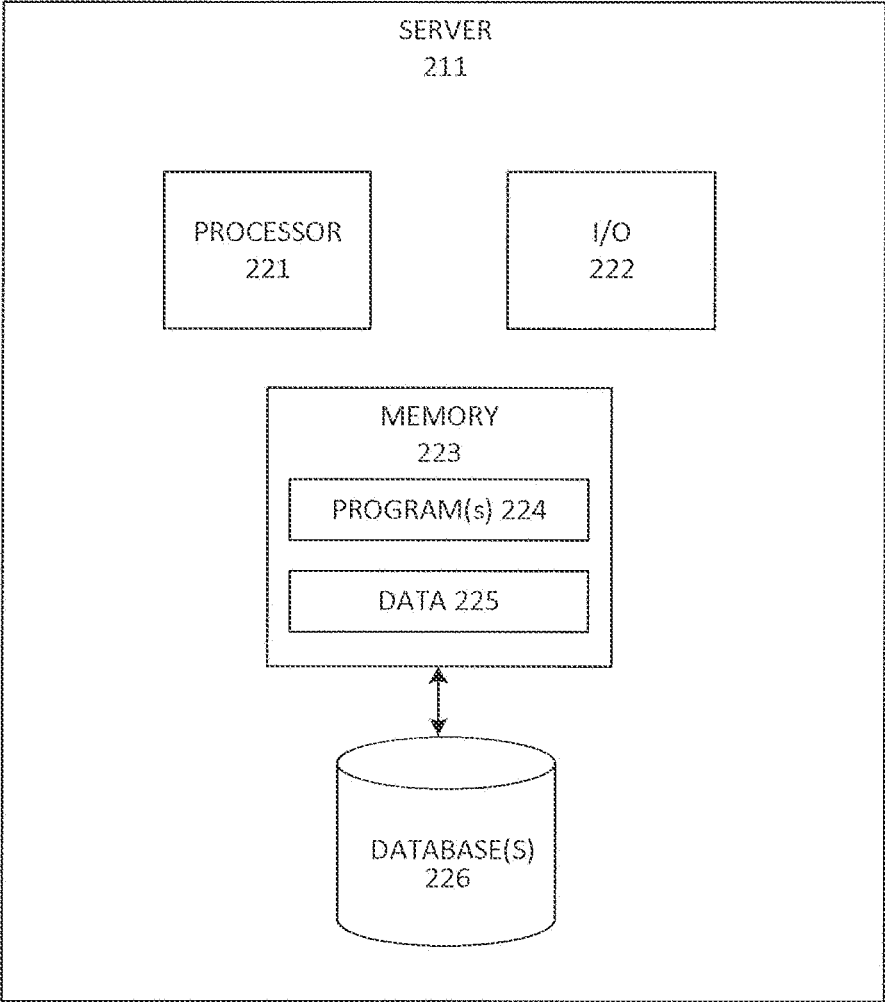 SERVER
211
PROCESSOR
221
I/O
222
MEMORY
223
PROGRAM(s) 224
DATA 225
DATABASE(S)
226